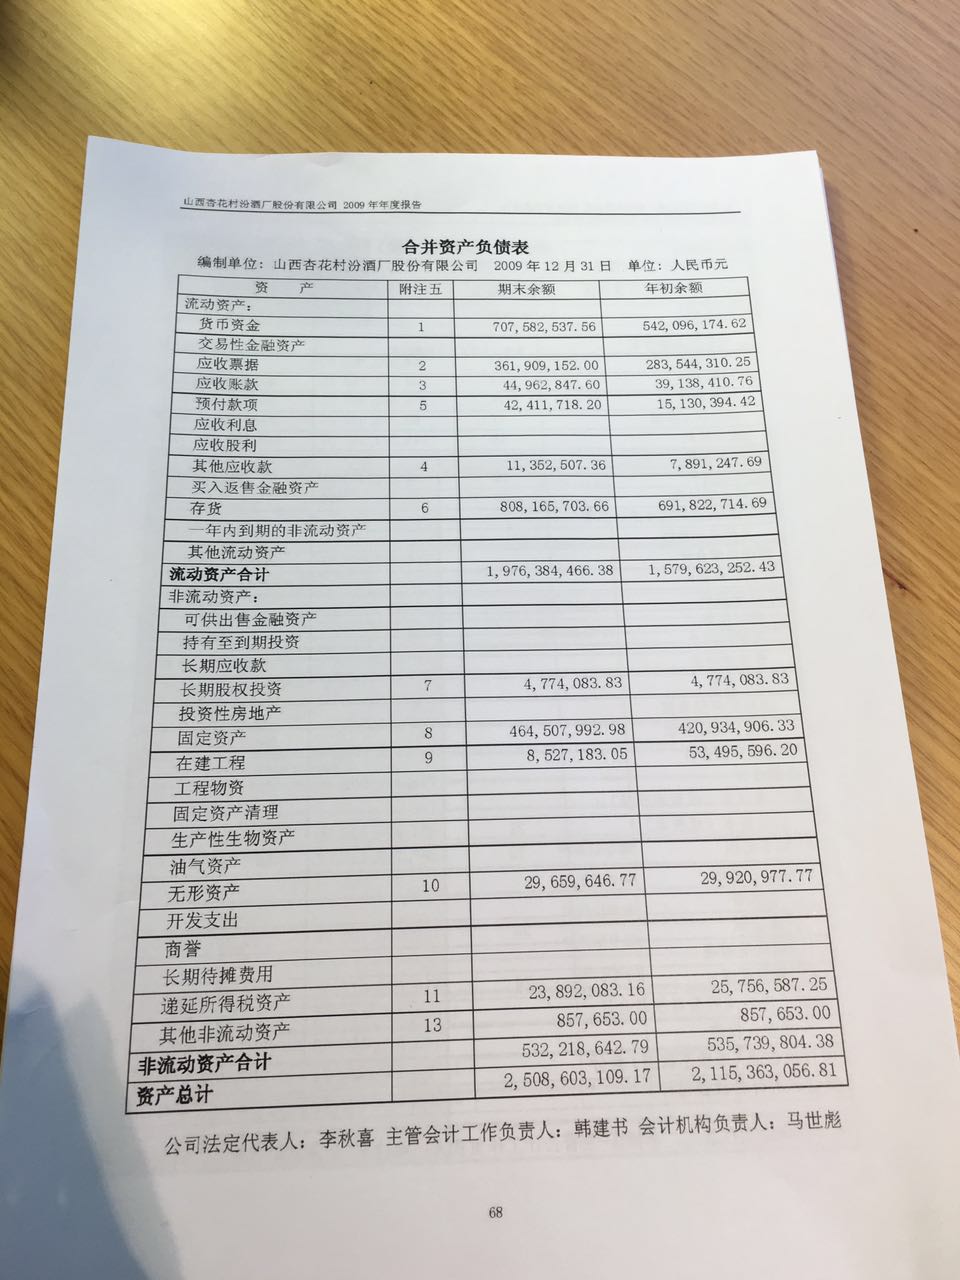 山西杏花村汾酒厂股份有限公司 2009 年年度报告
合并资产负债表
编制单位：山西杏花村汾酒厂股份有限公司 2009 年 12 月 31 日 单位：人民币元
资 产 附注五 期末余额 年初余额
流动资产：
货币资金 1 707,582,537.56 542,096,174.62
交易性金融资产
应收票据 2 361,909,152.00 283,544,310.25
应收账款 3 44,962,847.60 39,138,410.76
预付款项 5 42,411,718.20 15,130,394.42
应收利息
应收股利
其他应收款 4 11,352,507.36 7,891,247.69
买入返售金融资产
存货 6 808,165,703.66 691,822,714.69
一年内到期的非流动资产
其他流动资产
流动资产合计 1,976,384,466.38 1,579,623,252.43
非流动资产：
可供出售金融资产
持有至到期投资
长期应收款
长期股权投资 7 4,774,083.83 4,774,083.83
投资性房地产
固定资产 8 464,507,992.98 420,934,906.33
在建工程 9 8,527,183.05 53,495,596.20
工程物资
固定资产清理
生产性生物资产
油气资产
无形资产 10 29,659,646.77 29,920,977.77
开发支出
商誉
长期待摊费用
递延所得税资产 11 23,892,083.16 25,756,587.25
其他非流动资产 13 857,653.00 857,653.00
非流动资产合计 532,218,642.79 535,739,804.38
资产总计 2,508,603,109.17 2,115,363,056.81
公司法定代表人：李秋喜 主管会计工作负责人：韩建书 会计机构负责人：马世彪
68